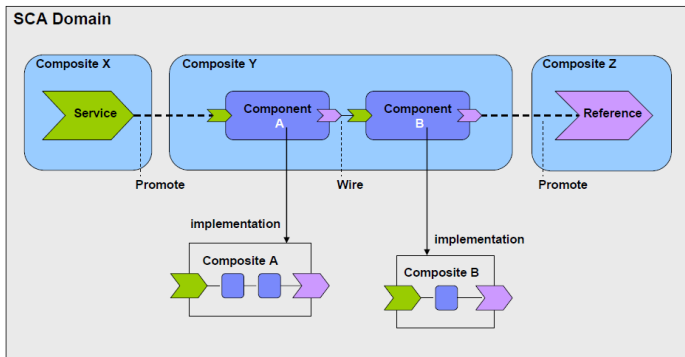 SCA Domain
Composite X
Composite Y
Composite Z
Service
Component
A
Component
B
Reference
Promote
Wire
Promote
implementation
implementation
Composite A
Composite B